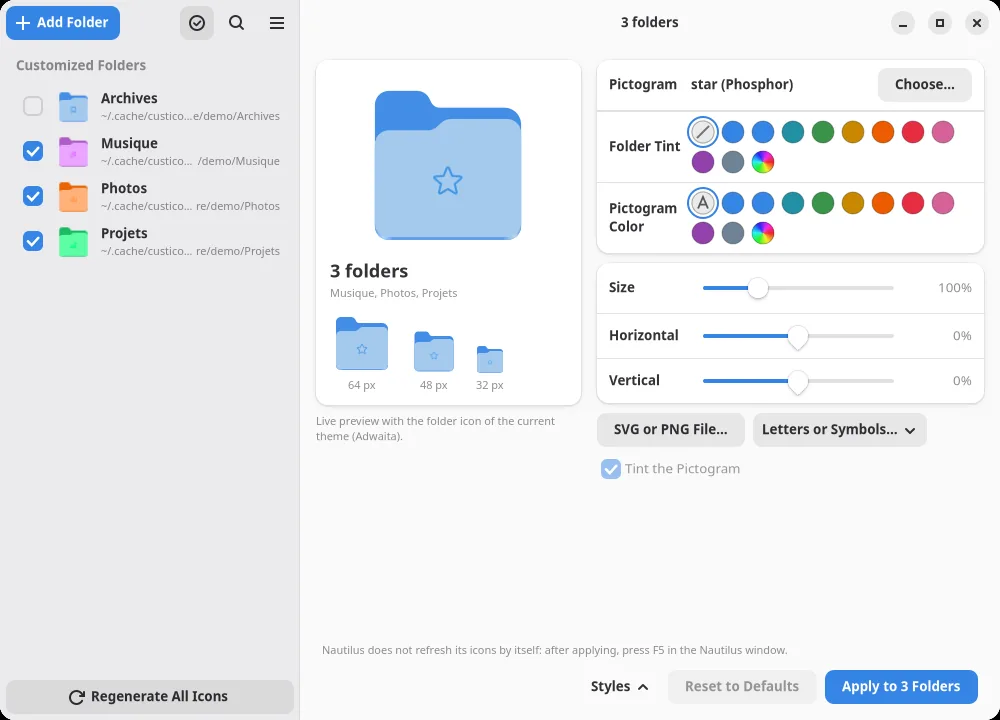 Add Folder
3 folders
Customized Folders
Archives
~/.cache/custico…e/demo/Archives
Musique
~/.cache/custico… /demo/Musique
Photos
~/.cache/custico… re/demo/Photos
Projets
~/.cache/custico… re/demo/Projets
Regenerate All Icons
3 folders
Musique, Photos, Projets
64 px
48 px
32 px
Live preview with the folder icon of the current
theme (Adwaita).
Pictogram star (Phosphor)
Choose…
Folder Tint
Pictogram
Color
A
Size 100%
Horizontal 0%
Vertical 0%
SVG or PNG File…
Letters or Symbols…
Tint the Pictogram
Nautilus does not refresh its icons by itself: after applying, press F5 in the Nautilus window.
Styles
Reset to Defaults
Apply to 3 Folders